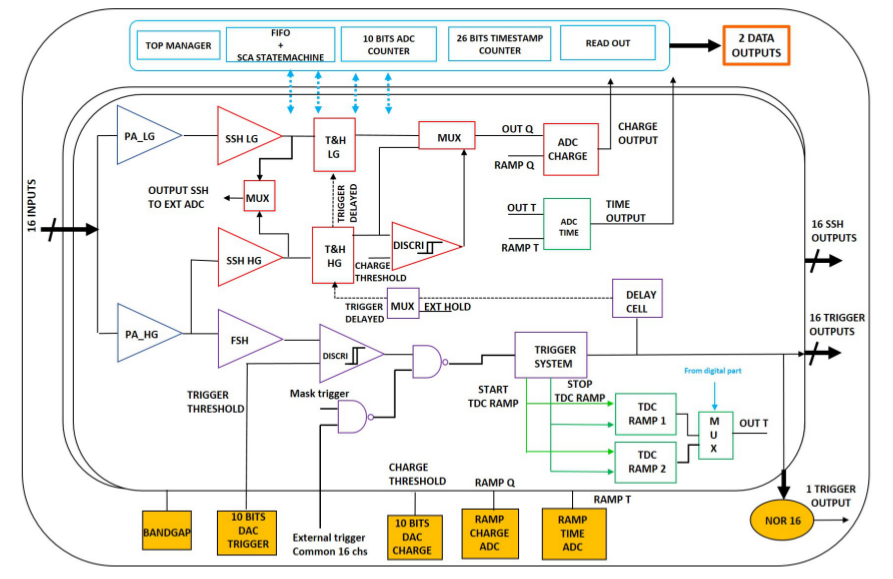 TOP MANAGER
FIFO
+
SCA STATEMACHINE
10 BITS ADC
COUNTER
26 BITS TIMESTAMP
COUNTER
READ OUT
2 DATA
OUTPUTS
16 INPUTS
PA_LG
SSH LG
T&H
LG
MUX
OUT Q
RAMP Q
ADC
CHARGE
CHARGE
OUTPUT
OUTPUT SSH
TO EXT ADC
MUX
TRIGGER
DELAYED
OUT T
RAMP T
ADC
TIME
TIME
OUTPUT
SSH HG
T&H
HG
DISCRI
CHARGE
THRESHOLD
16 SSH
OUTPUTS
PA_HG
FSH
TRIGGER
DELAYED
MUX
EXT HOLD
DELAY
CELL
16 TRIGGER
OUTPUTS
DISCRI
TRIGGER
SYSTEM
TRIGGER
THRESHOLD
Mask trigger
START
TDC RAMP
STOP
TDC RAMP
From digital part
TDC
RAMP 1
TDC
RAMP 2
M
U
X
OUT T
CHARGE
THRESHOLD
RAMP Q
RAMP T
BANDGAP
10 BITS
DAC
TRIGGER
External trigger
Common 16 chs
10 BITS
DAC
CHARGE
RAMP
CHARGE
ADC
RAMP
TIME
ADC
NOR 16
1 TRIGGER
OUTPUT